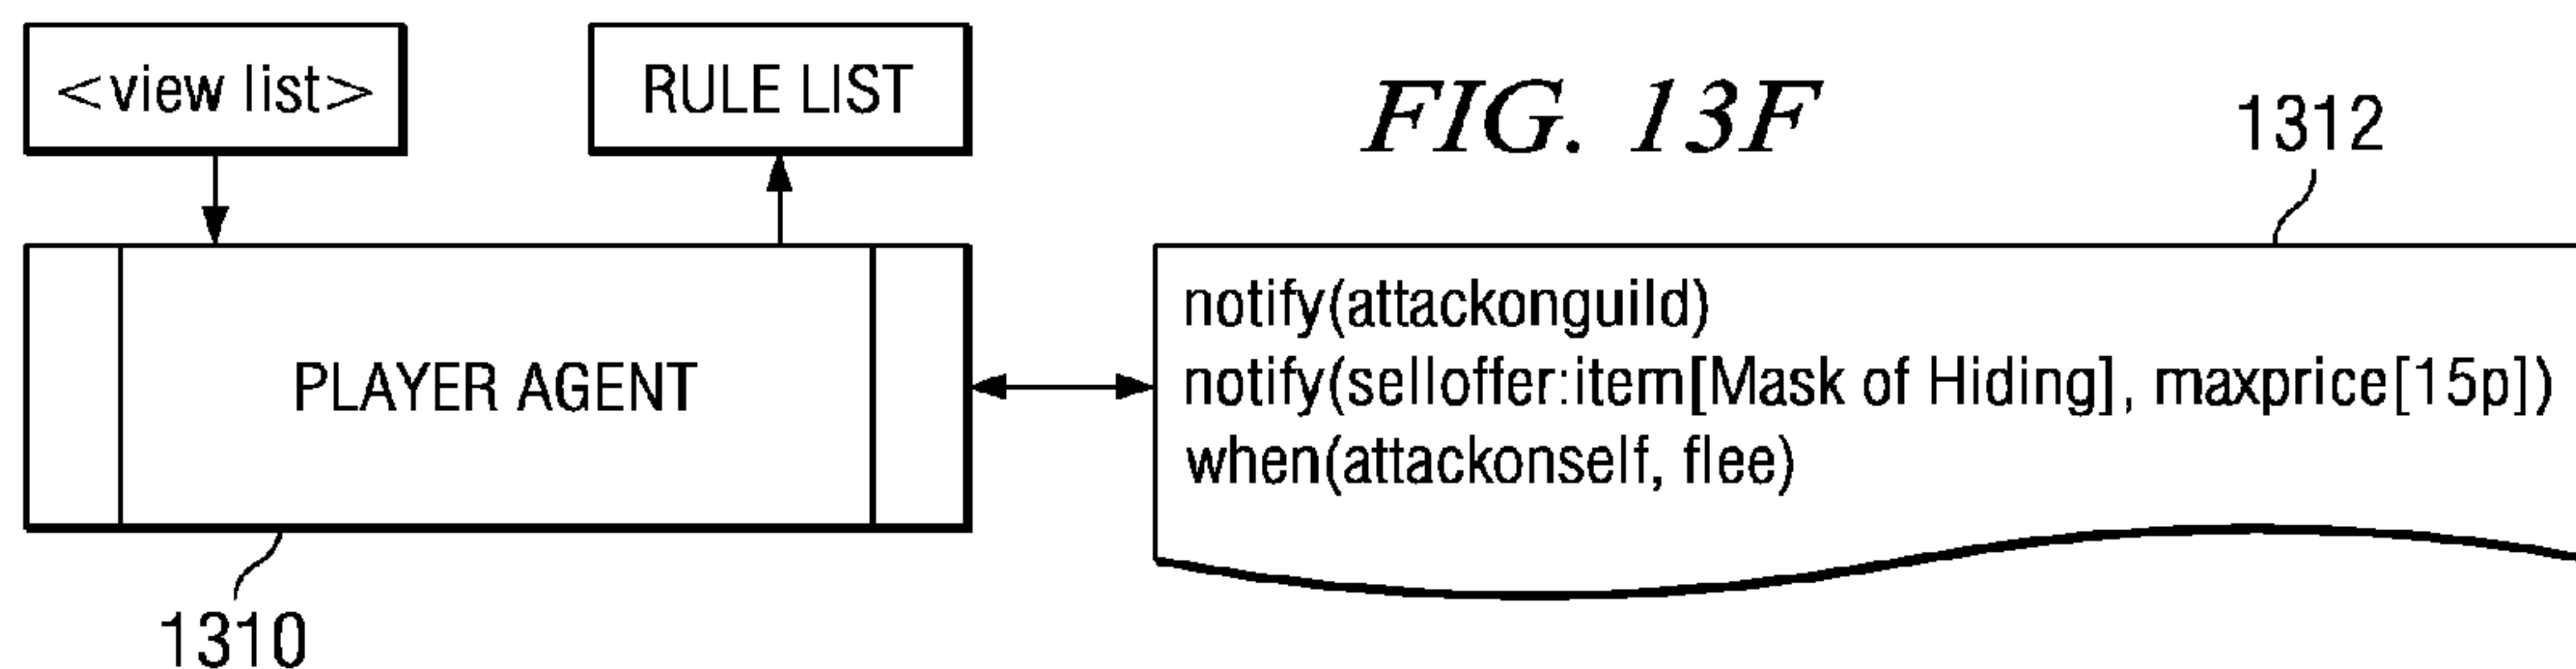 <view list>
RULE LIST
FIG. 13F
1312
PLAYER AGENT
notify(attackonguild)
notify(selloffer:item[Mask of Hiding], maxprice[15p])
when(attackonself, flee)
1310